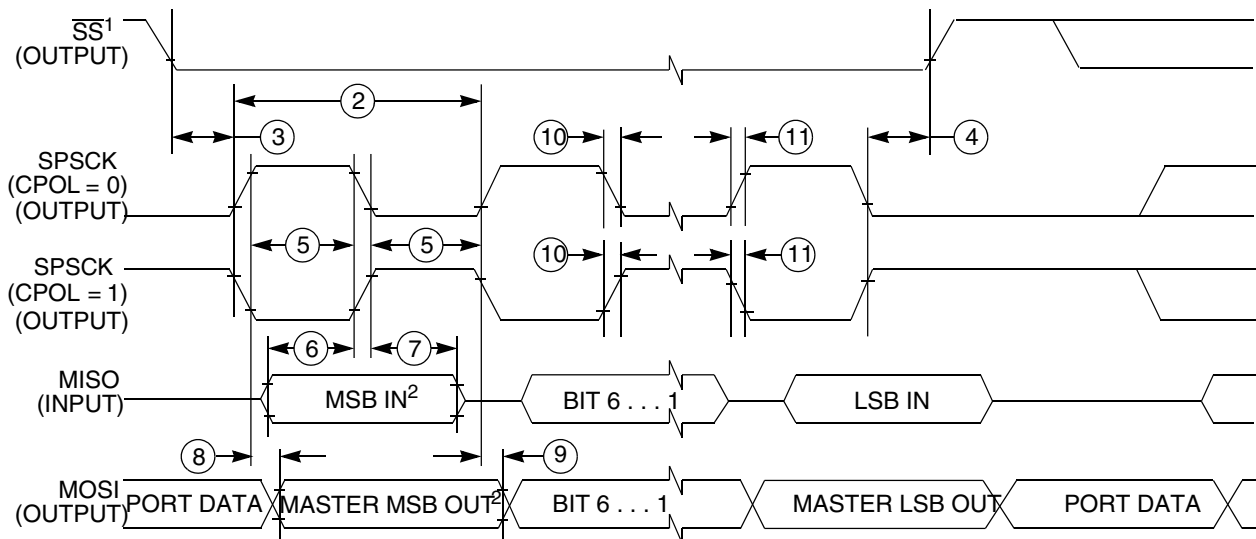 SS¹
(OUTPUT)
2
3
10
11
4
SPSCK
(CPOL = 0)
(OUTPUT)
5
5
SPSCK
(CPOL = 1)
(OUTPUT)
10
11
6
7
MISO
(INPUT)
MSB IN²
BIT 6 . . . 1
LSB IN
8
9
MOSI
(OUTPUT)
PORT DATA
MASTER MSB OUT²
BIT 6 . . . 1
MASTER LSB OUT
PORT DATA